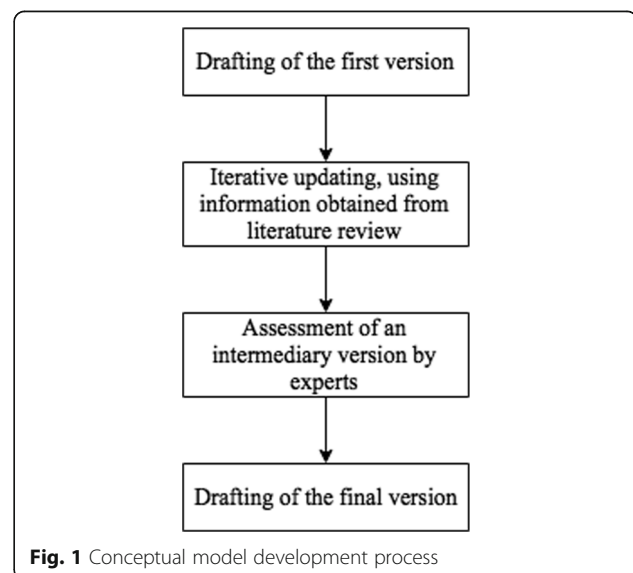 Drafting of the first version
Iterative updating, using
information obtained from
literature review
Assessment of an
intermediary version by
experts
Drafting of the final version
Fig. 1 Conceptual model development process